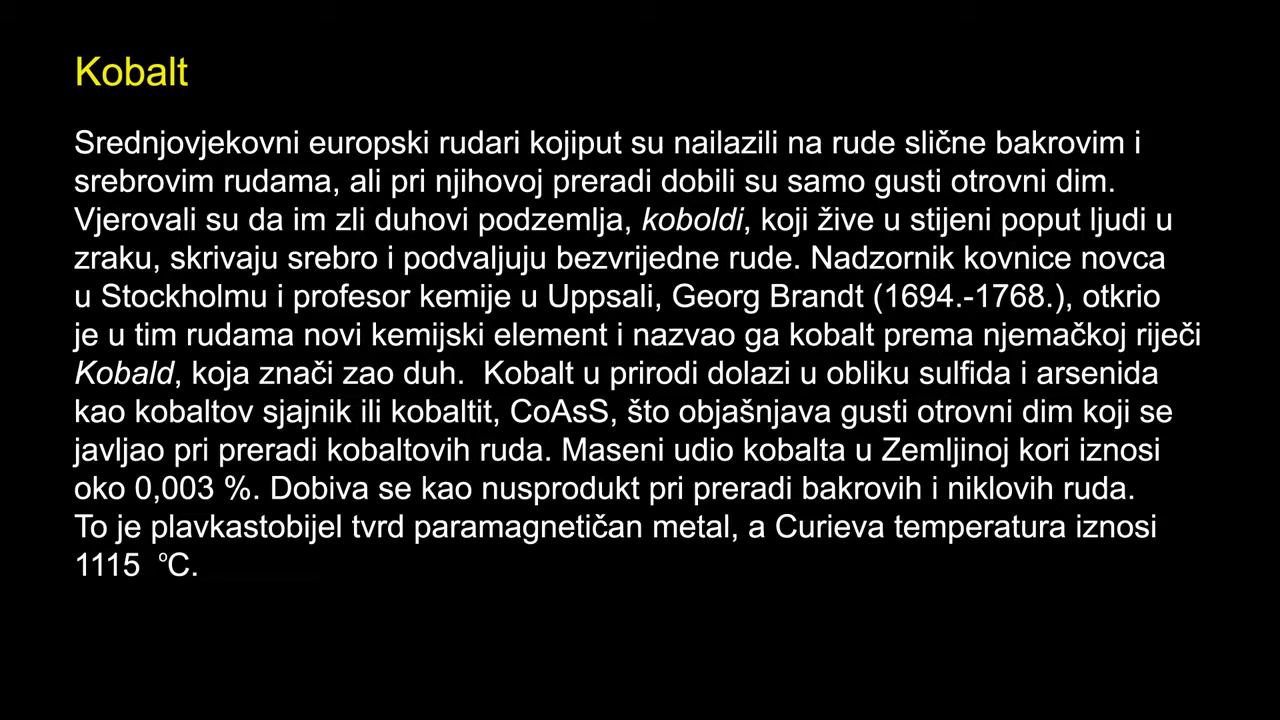 Kobalt
Srednjovjekovni europski rudari kojiput su nailazili na rude slične bakrovim i
srebrovim rudama, ali pri njihovoj preradi dobili su samo gusti otrovni dim.
Vjerovali su da im zli duhovi podzemlja, koboldi, koji žive u stijeni poput ljudi u
zraku, skrivaju srebro i podvaljuju bezvrijedne rude. Nadzornik kovnice novca
u Stockholmu i profesor kemije u Uppsali, Georg Brandt (1694.-1768.), otkrio
je u tim rudama novi kemijski element i nazvao ga kobalt prema njemačkoj riječi
Kobald, koja znači zao duh.  Kobalt u prirodi dolazi u obliku sulfida i arsenida
kao kobaltov sjajnik ili kobaltit, CoAsS, što objašnjava gusti otrovni dim koji se
javljao pri preradi kobaltovih ruda. Maseni udio kobalta u Zemljinoj kori iznosi
oko 0,003 %. Dobiva se kao nusprodukt pri preradi bakrovih i niklovih ruda.
To je plavkastobijel tvrd paramagnetičan metal, a Curieva temperatura iznosi
1115  ºC.